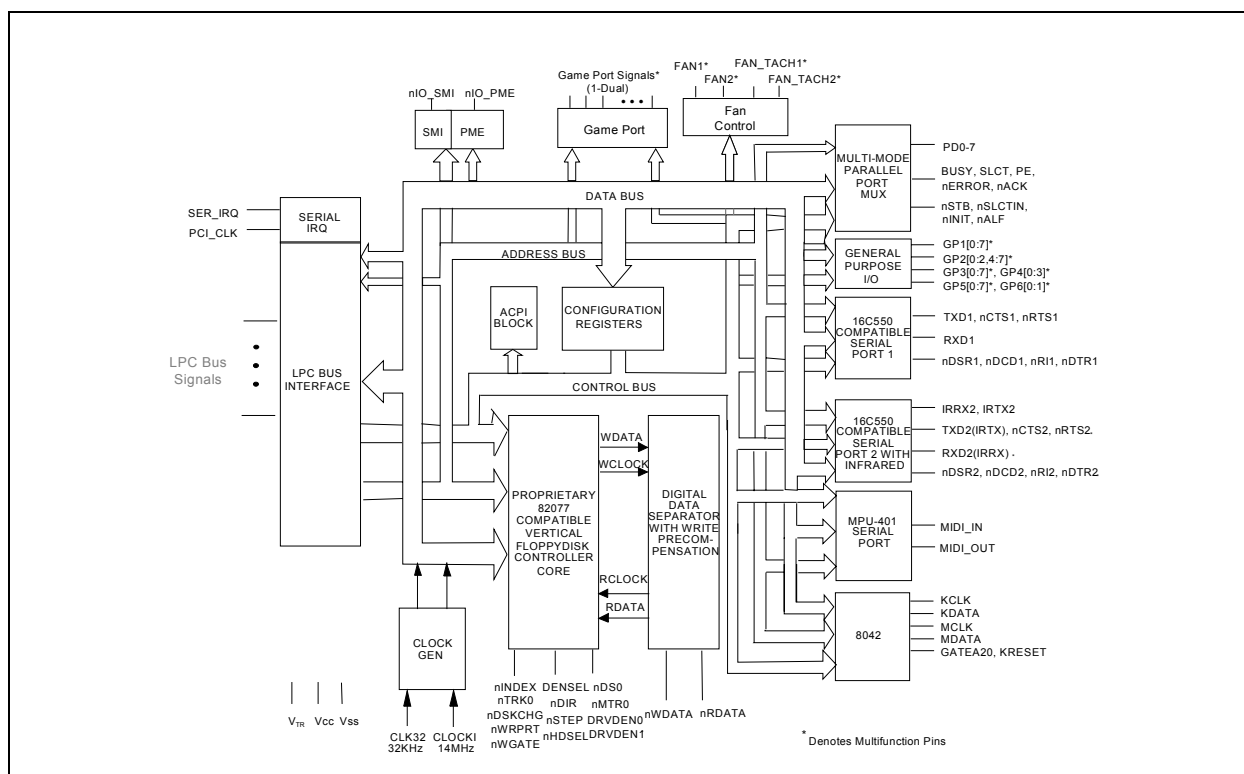 FAN1*
FAN2*
FAN_TACH1*
FAN_TACH2*
Game Port Signals*
(1-Dual)
nIO_SMI
nIO_PME
SMI
PME
Game Port
Fan
Control
MULTI-MODE
PARALLEL
PORT
MUX
PD0-7
BUSY, SLCT, PE,
nERROR, nACK
nSTB, nSLCTIN,
nINIT, nALF
DATA BUS
SER_IRQ
PCI_CLK
SERIAL
IRQ
ADDRESS BUS
GENERAL
PURPOSE
I/O
GP1[0:7]*
GP2[0:2,4:7]*
GP3[0:7]*, GP4[0:3]*
GP5[0:7]*, GP6[0:1]*
ACPI
BLOCK
CONFIGURATION
REGISTERS
16C550
COMPATIBLE
SERIAL
PORT 1
TXD1, nCTS1, nRTS1
RXD1
nDSR1, nDCD1, nRI1, nDTR1
LPC Bus
Signals
LPC BUS
INTERFACE
CONTROL BUS
16C550
COMPATIBLE
SERIAL
PORT 2 WITH
INFRARED
IRRX2, IRTX2
TXD2(IRTX), nCTS2, nRTS2.
RXD2(IRRX) .
nDSR2, nDCD2, nRI2, nDTR2
WDATA
WCLOCK
PROPRIETARY
82077
COMPATIBLE
VERTICAL
FLOPPYDISK
CONTROLLER
CORE
DIGITAL
DATA
SEPARATOR
WITH WRITE
PRECOM-
PENSATION
RCLOCK
RDATA
MPU-401
SERIAL
PORT
MIDI_IN
MIDI_OUT
8042
KCLK
KDATA
MCLK
MDATA
GATEA20, KRESET
CLOCK
GEN
VTR
Vcc
Vss
CLK32
32KHz
CLOCKI
14MHz
nINDEX
nTRK0
nDSKCHG
nWRPRT
nWGATE
DENSEL
nDIR
nSTEP
nHDSEL
nDS0
nMTR0
DRVDEN0
DRVDEN1
nWDATA
nRDATA
* Denotes Multifunction Pins